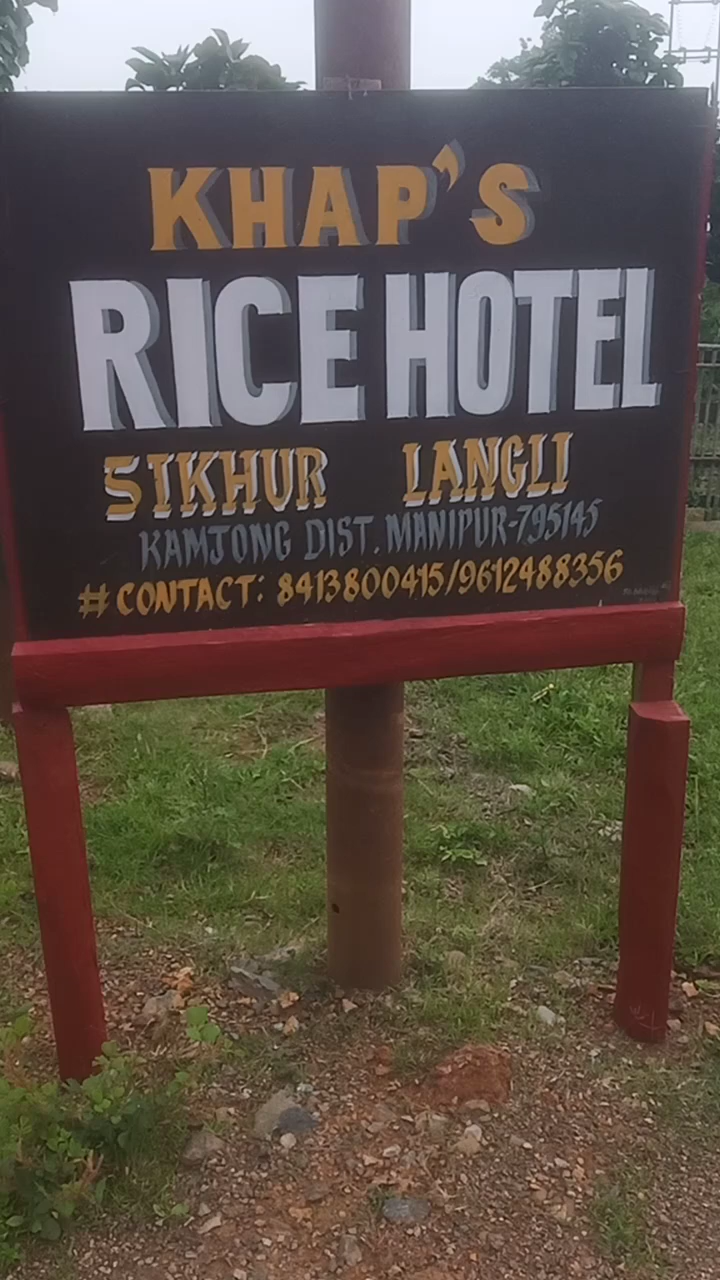 KHAP'S
RICE HOTEL
SIKHUR LANGLI
KAMJONG DIST. MANIPUR-795145
#CONTACT: 8413800415/9612488356